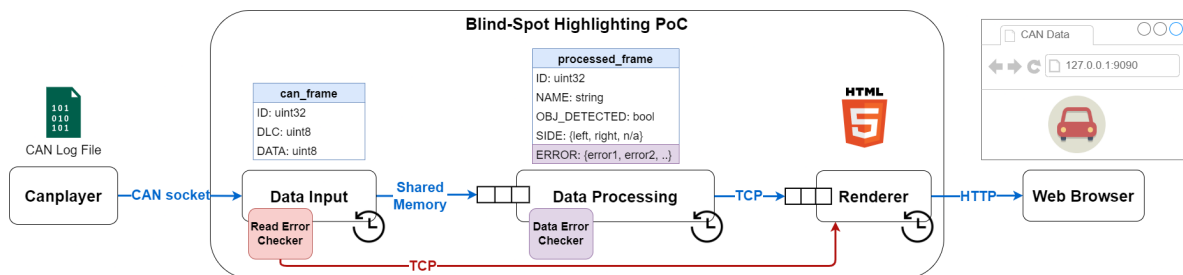 Blind-Spot Highlighting PoC
CAN Data
127.0.0.1:9090
101
010
101
CAN Log File
can_frame
ID: uint32
DLC: uint8
DATA: uint8
processed_frame
ID: uint32
NAME: string
OBJ_DETECTED: bool
SIDE: {left, right, n/a}
ERROR: {error1, error2, ..}
HTML
5
Canplayer
CAN socket
Data Input
Shared
Memory
Data Processing
TCP
Renderer
HTTP
Web Browser
Read Error
Checker
Data Error
Checker
TCP